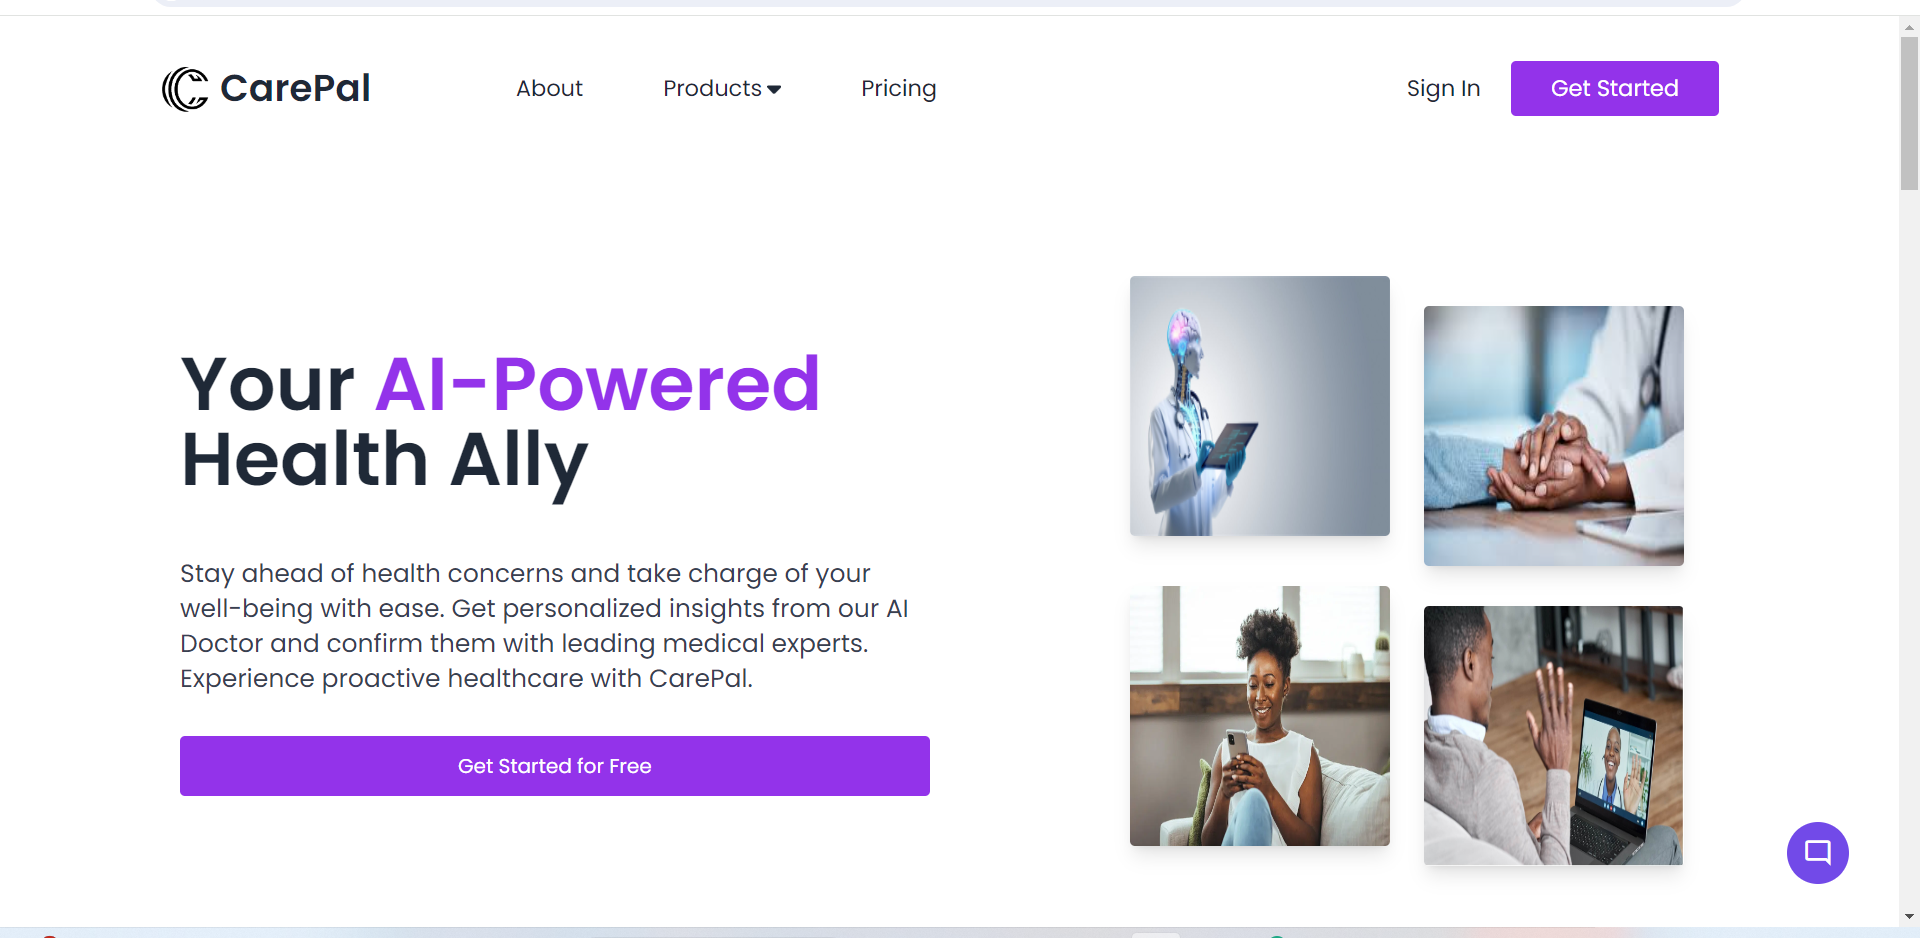 CarePal
About
Products
Pricing
Sign In
Get Started
Your AI-Powered
Health Ally
Stay ahead of health concerns and take charge of your
well-being with ease. Get personalized insights from our AI
Doctor and confirm them with leading medical experts.
Experience proactive healthcare with CarePal.
Get Started for Free